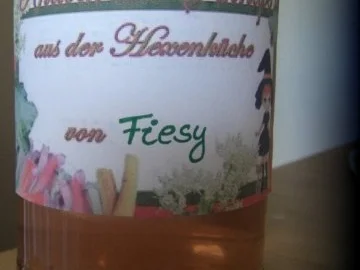 aus der Hexenküche
von Fiesy